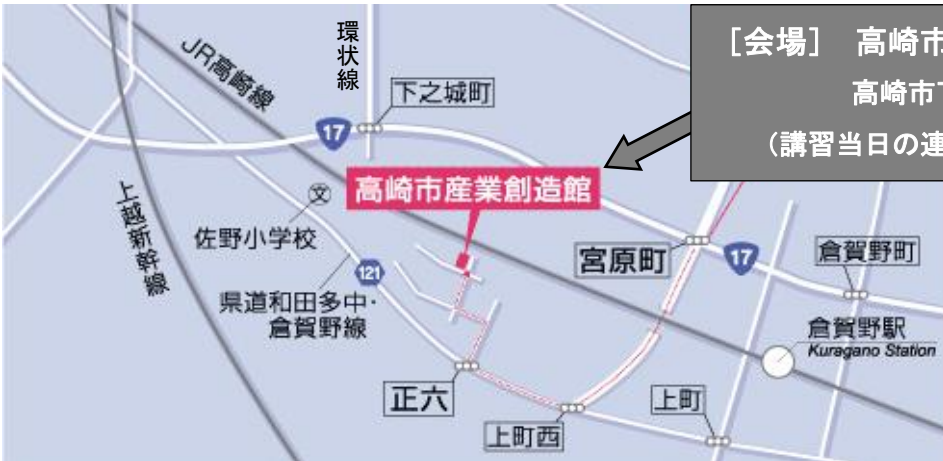 [会場]　高崎市
高崎市下
（講習当日の連
環状線
JR高崎線
下之城町
17
高崎市産業創造館
上越新幹線
文
佐野小学校
121
県道和田多中・
倉賀野線
宮原町
17
倉賀野町
倉賀野駅
Kuragano Station
正六
上町
上町西